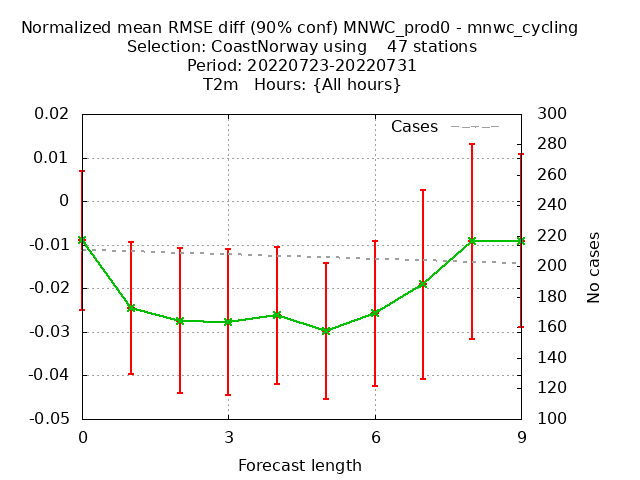 Normalized mean RMSE diff (90% conf) MNWC_prod0 - mnwc_cycling
Selection: CoastNorway using    47 stations
Period: 20220723-20220731
T2m   Hours: {All hours}
Cases
0.02
0.01
0
-0.01
-0.02
-0.03
-0.04
-0.05
300
280
260
240
220
200
180
160
140
120
100
No cases
0 3 6 9
Forecast length